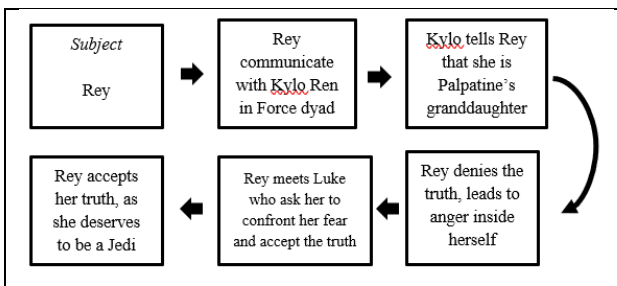 Subject
Rey
Rey
communicate
with Kylo Ren
in Force dyad
Kylo tells Rey
that she is
Palpatine's
granddaughter
Rey denies the
truth, leads to
anger inside
herself
Rey meets Luke
who ask her to
confront her fear
and accept the truth
Rey accepts
her truth, as
she deserves
to be a Jedi